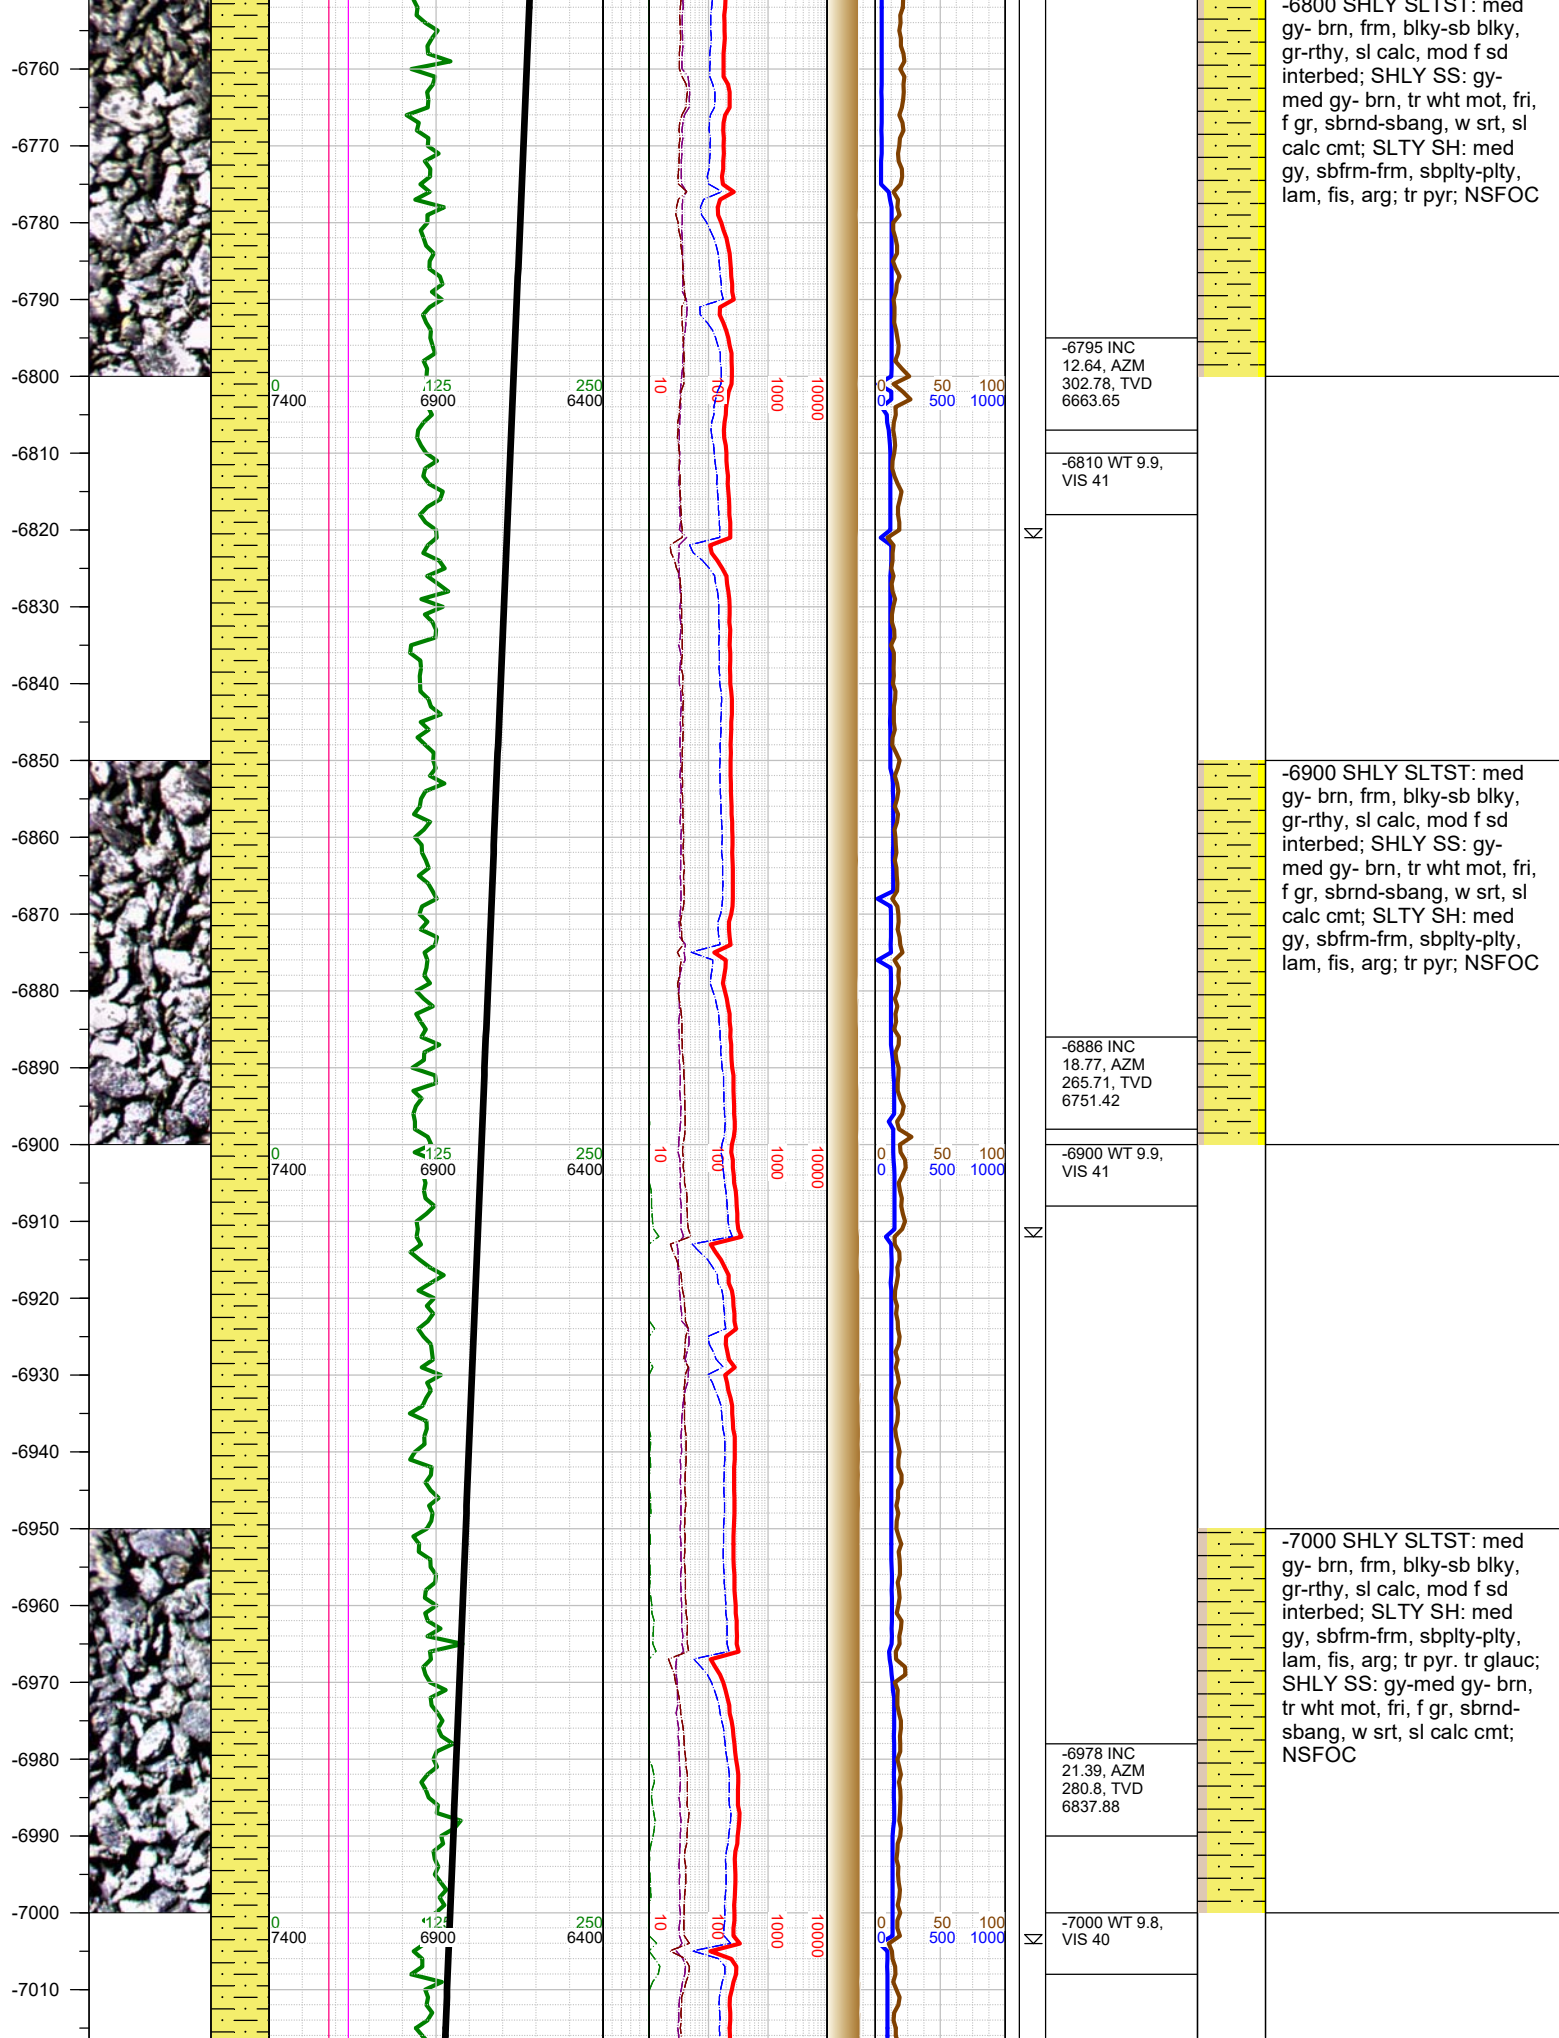 -6800 SHLY SLTST: med
gy- brn, frm, blky-sb blky,
gr-rthy, sl calc, mod f sd
interbed; SHLY SS: gy-
med gy- brn, tr wht mot, fri,
f gr, sbrnd-sbang, w srt, sl
calc cmt; SLTY SH: med
gy, sbfrm-frm, sbplty-plty,
lam, fis, arg; tr pyr; NSFOC
-6760
-6770
-6780
-6790
-6795 INC
12.64, AZM
302.78, TVD
6663.65
-6800
0 125 250
7400 6900 6400
10 100 1000 10000
0 50 100
0 500 1000
-6810
-6810 WT 9.9,
VIS 41
-6820
-6830
-6840
-6850
-6900 SHLY SLTST: med
gy- brn, frm, blky-sb blky,
gr-rthy, sl calc, mod f sd
interbed; SHLY SS: gy-
med gy- brn, tr wht mot, fri,
f gr, sbrnd-sbang, w srt, sl
calc cmt; SLTY SH: med
gy, sbfrm-frm, sbplty-plty,
lam, fis, arg; tr pyr; NSFOC
-6860
-6870
-6880
-6886 INC
18.77, AZM
265.71, TVD
6751.42
-6890
-6900
0 125 250
7400 6900 6400
10 100 1000 10000
0 50 100
0 500 1000
-6900 WT 9.9,
VIS 41
-6910
-6920
-6930
-6940
-6950
-7000 SHLY SLTST: med
gy- brn, frm, blky-sb blky,
gr-rthy, sl calc, mod f sd
interbed; SLTY SH: med
gy, sbfrm-frm, sbplty-plty,
lam, fis, arg; tr pyr. tr glauc;
SHLY SS: gy-med gy- brn,
tr wht mot, fri, f gr, sbrnd-
sbang, w srt, sl calc cmt;
NSFOC
-6960
-6970
-6978 INC
21.39, AZM
280.8, TVD
6837.88
-6980
-6990
-7000
0 125 250
7400 6900 6400
10 100 1000 10000
0 50 100
0 500 1000
-7000 WT 9.8,
VIS 40
-7010